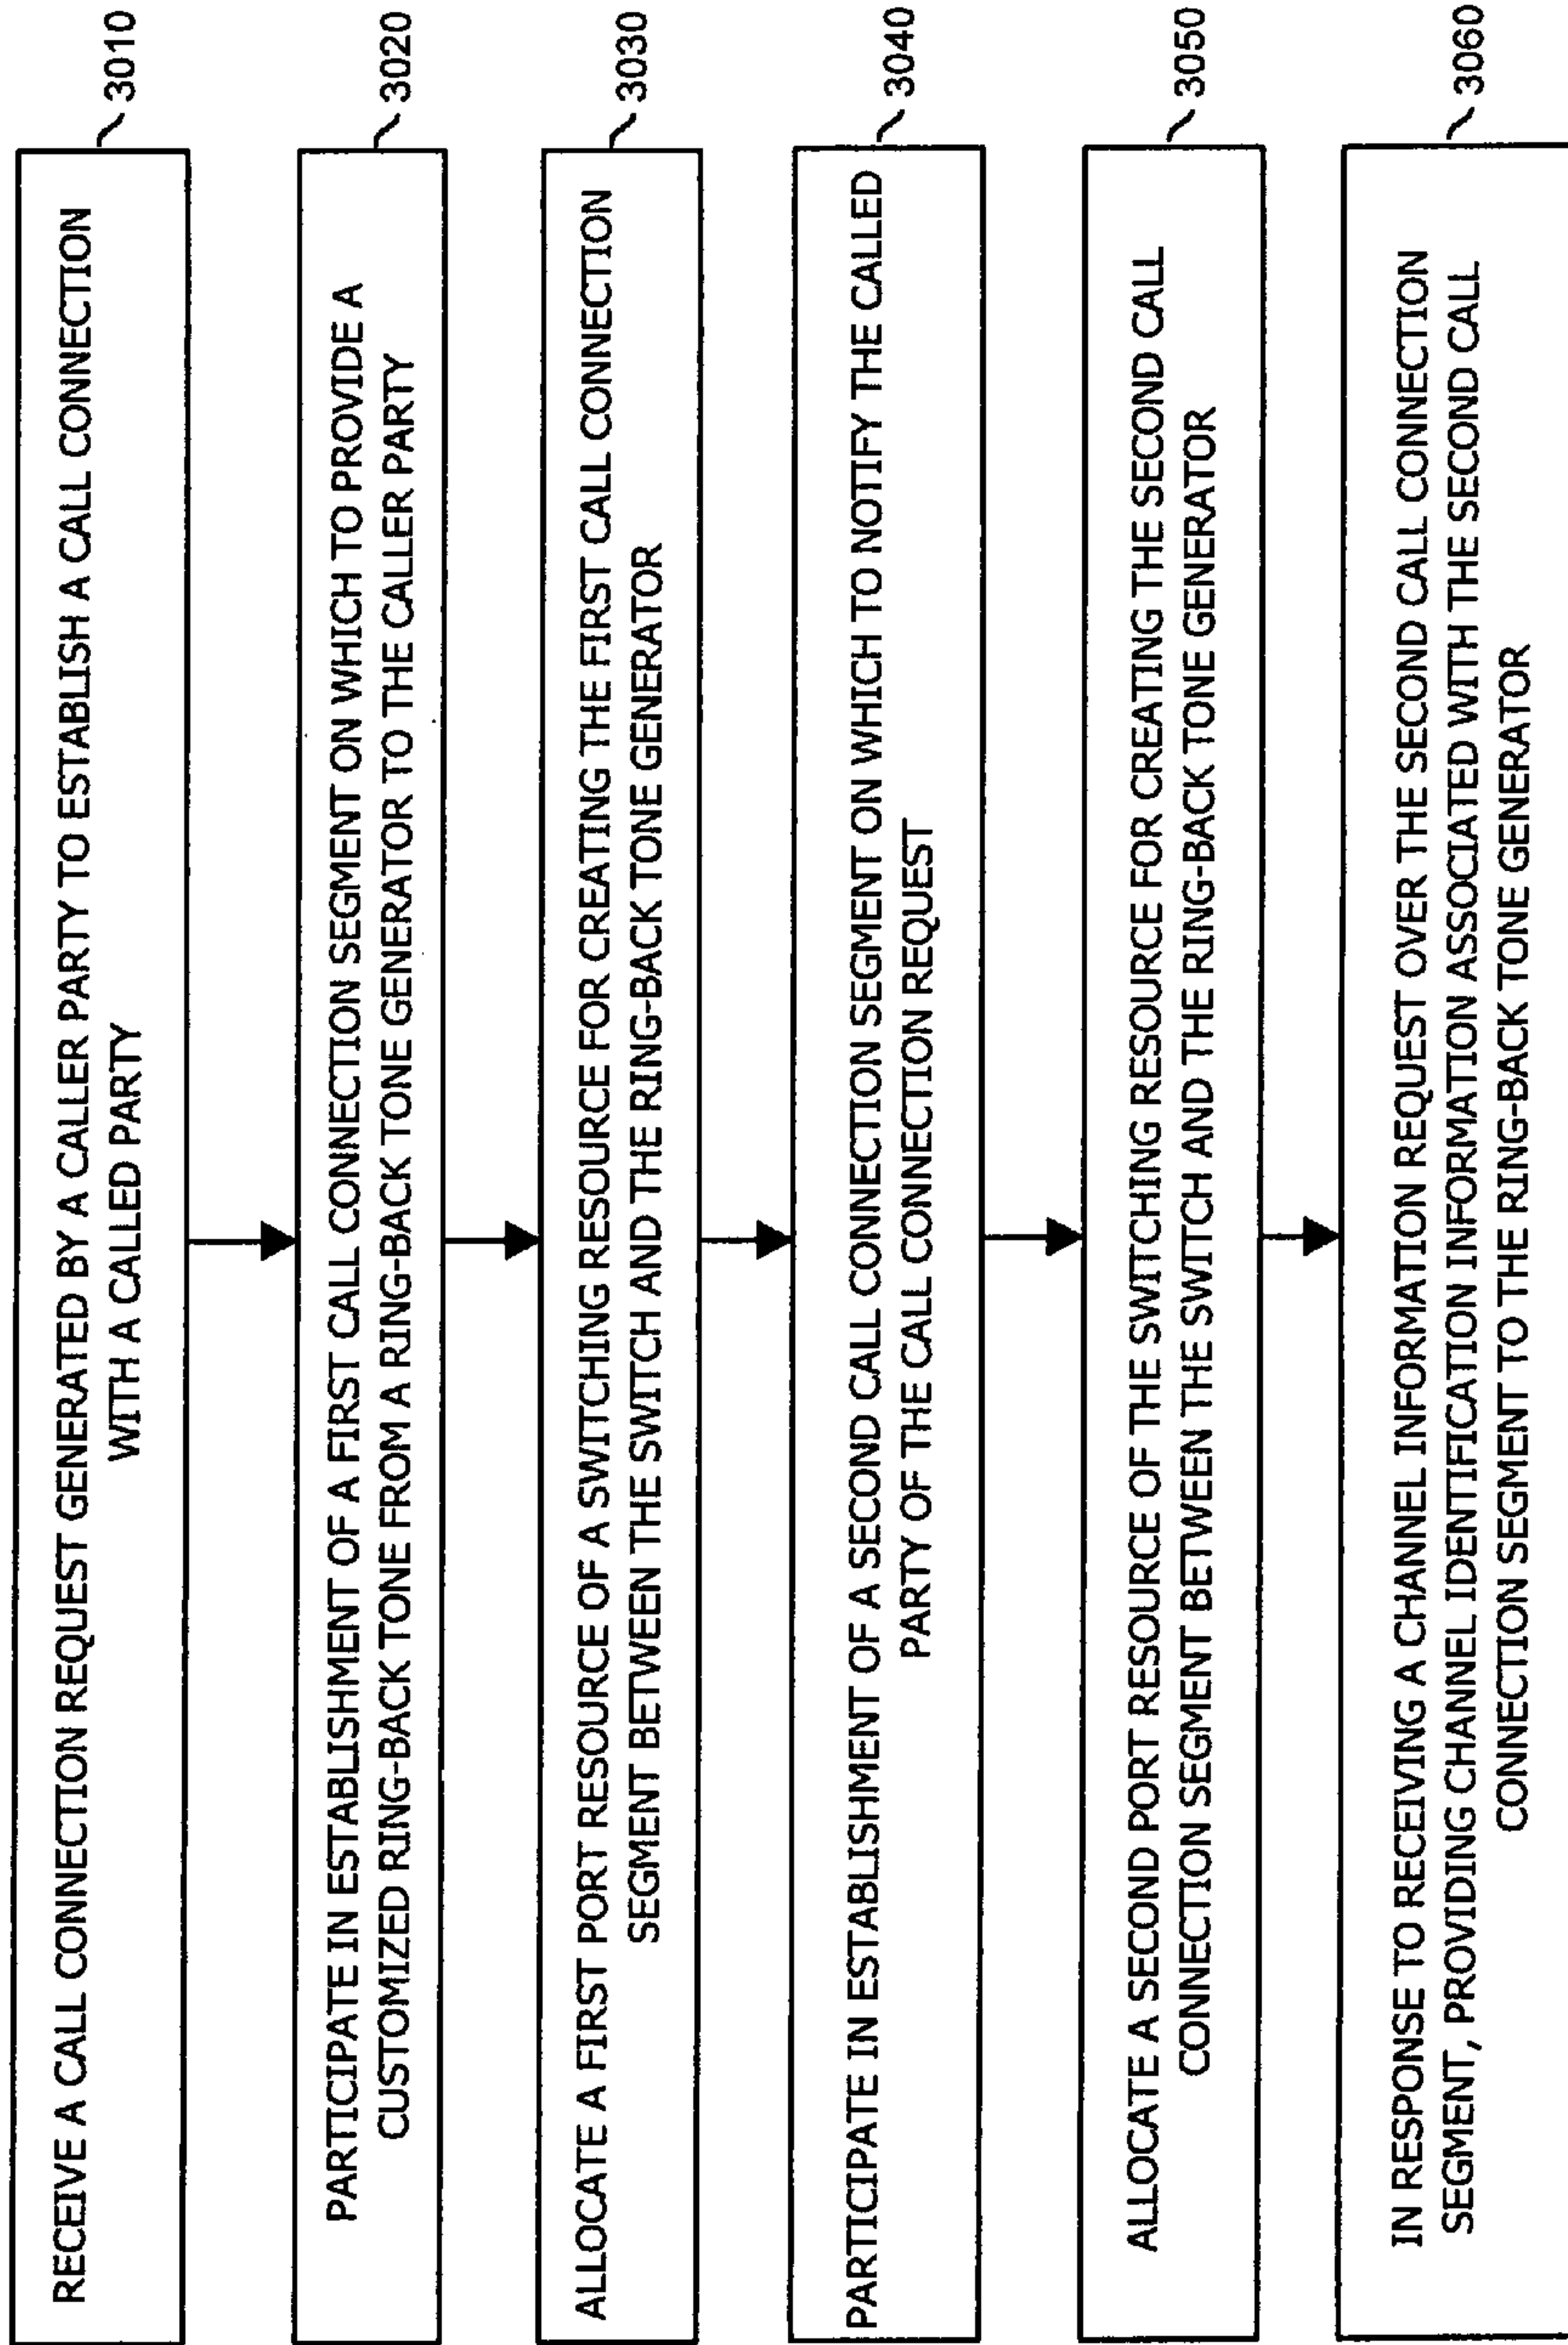 RECEIVE A CALL CONNECTION REQUEST GENERATED BY A CALLER PARTY TO ESTABLISH A CALL CONNECTION
WITH A CALLED PARTY
3010
PARTICIPATE IN ESTABLISHMENT OF A FIRST CALL CONNECTION SEGMENT ON WHICH TO PROVIDE A
CUSTOMIZED RING-BACK TONE FROM A RING-BACK TONE GENERATOR TO THE CALLER PARTY
3020
ALLOCATE A FIRST PORT RESOURCE OF A SWITCHING RESOURCE FOR CREATING THE FIRST CALL CONNECTION
SEGMENT BETWEEN THE SWITCH AND THE RING-BACK TONE GENERATOR
3030
PARTICIPATE IN ESTABLISHMENT OF A SECOND CALL CONNECTION SEGMENT ON WHICH TO NOTIFY THE CALLED
PARTY OF THE CALL CONNECTION REQUEST
3040
ALLOCATE A SECOND PORT RESOURCE OF THE SWITCHING RESOURCE FOR CREATING THE SECOND CALL
CONNECTION SEGMENT BETWEEN THE SWITCH AND THE RING-BACK TONE GENERATOR
3050
IN RESPONSE TO RECEIVING A CHANNEL INFORMATION REQUEST OVER THE SECOND CALL CONNECTION
SEGMENT, PROVIDING CHANNEL IDENTIFICATION INFORMATION ASSOCIATED WITH THE SECOND CALL
CONNECTION SEGMENT TO THE RING-BACK TONE GENERATOR
3060